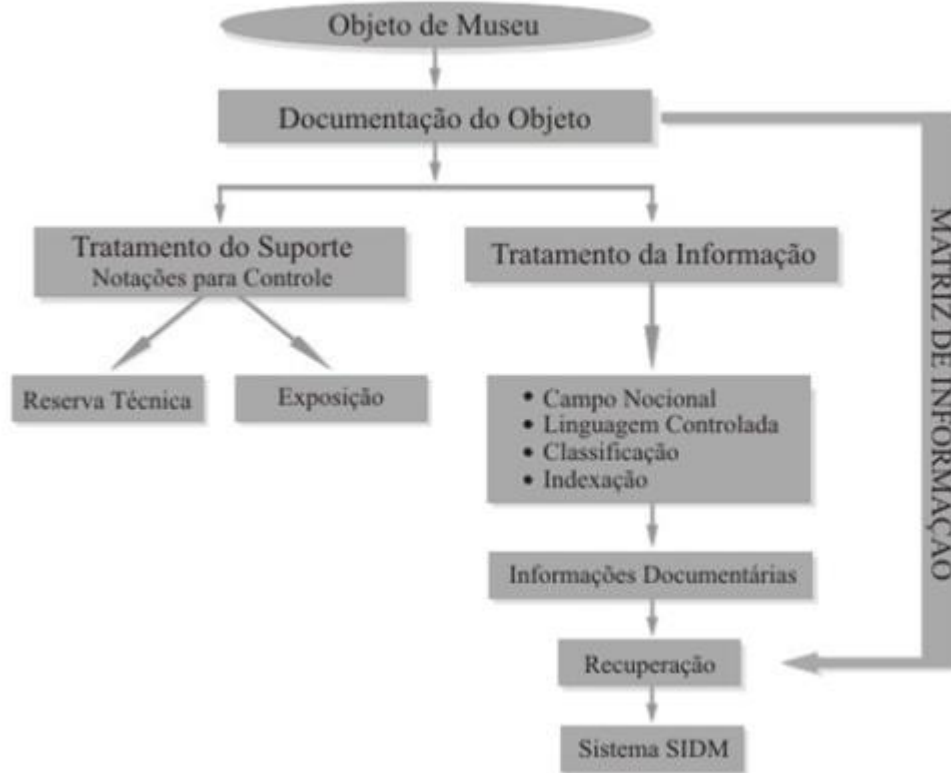 Objeto de Museu
Documentação do Objeto
Tratamento do Suporte
Notações para Controle
Tratamento da Informação
Reserva Técnica
Exposição
• Campo Nocional
• Linguagem Controlada
• Classificação
• Indexação
Informações Documentárias
Recuperação
Sistema SIDM
MATRIZ DE INFORMAÇÃO